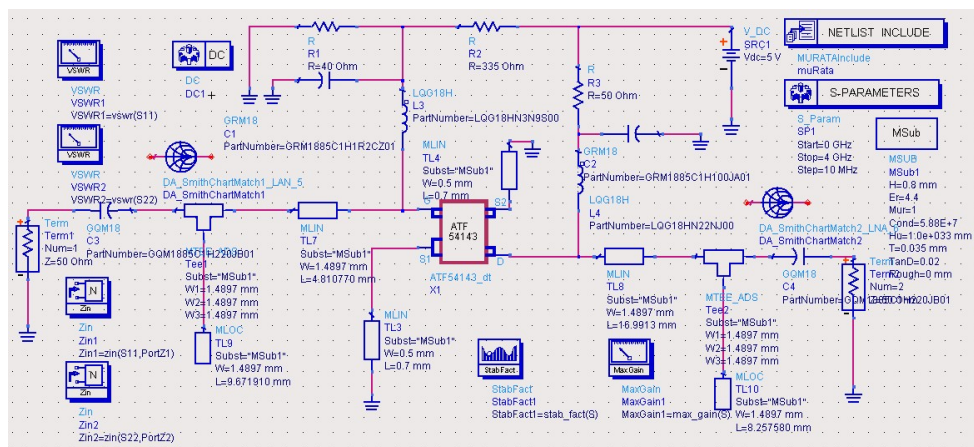 R
R1
R=40 Ohm
R
R2
R=335 Ohm
V_DC
SRC1
Vdc=5 V
NETLIST INCLUDE
MURATAInclude
muRata
VSWR
VSWR
VSWR1
VSWR1=vswr(S11)
DC
DC
DC1
LQG18H
L3
PartNumber=LQG18HN3N9S00
R
R3
R=50 Ohm
S-PARAMETERS
S_Param
SP1
Start=0 GHz
Stop=4 GHz
Step=10 MHz
GRM18
C1
PartNumber=GRM1885C1H1R2CZ01
VSWR
VSWR
VSWR2
VSWR2=vswr(S22)
MLIN
TL4
Subst="MSub1"
W=0.5 mm
L=0.7 mm
GRM18
C2
PartNumber=GRM1885C1H100JA01
MSub
MSUB
MSub1
H=0.8 mm
Er=4.4
Mur=1
Cond=5.88E+7
Hu=1.0e+033 mm
T=0.035 mm
TanD=0.02
Rough=0 mm
DA_SmithChartMatch1_LAN_5
DA_SmithChartMatch1
LQG18H
L4
PartNumber=LQG18HN22NJ00
DA_SmithChartMatch2
Term
Term1
Num=1
Z=50 Ohm
GQM18
C3
PartNumber=GQM1885C1H220JB01
MTEE_ADS
Tee1
Subst="MSub1"
W1=1.4897 mm
W2=1.4897 mm
W3=1.4897 mm
MLIN
TL7
Subst="MSub1"
W=1.4897 mm
L=4.810770 mm
G
S2
ATF
54143
S1
D
ATF54143_dt
X1
MLIN
TL8
Subst="MSub1"
W=1.4897 mm
L=16.9913 mm
MTEE_ADS
Tee2
Subst="MSub1"
W1=1.4897 mm
W2=1.4897 mm
W3=1.4897 mm
GQM18
C4
Term
Num=2
N
Zin
Zin
Zin1
Zin1=zin(S11,PortZ1)
MLOC
TL9
Subst="MSub1"
W=1.4897 mm
L=9.671910 mm
MLIN
TL3
Subst="MSub1"
W=0.5 mm
L=0.7 mm
StabFact
StabFact
StabFact1
StabFact1=stab_fact(S)
MaxGain
MaxGain
MaxGain1
MaxGain1=max_gain(S)
MLOC
TL10
Subst="MSub1"
W=1.4897 mm
L=8.257580 mm
N
Zin
Zin
Zin2
Zin2=zin(S22,PortZ2)